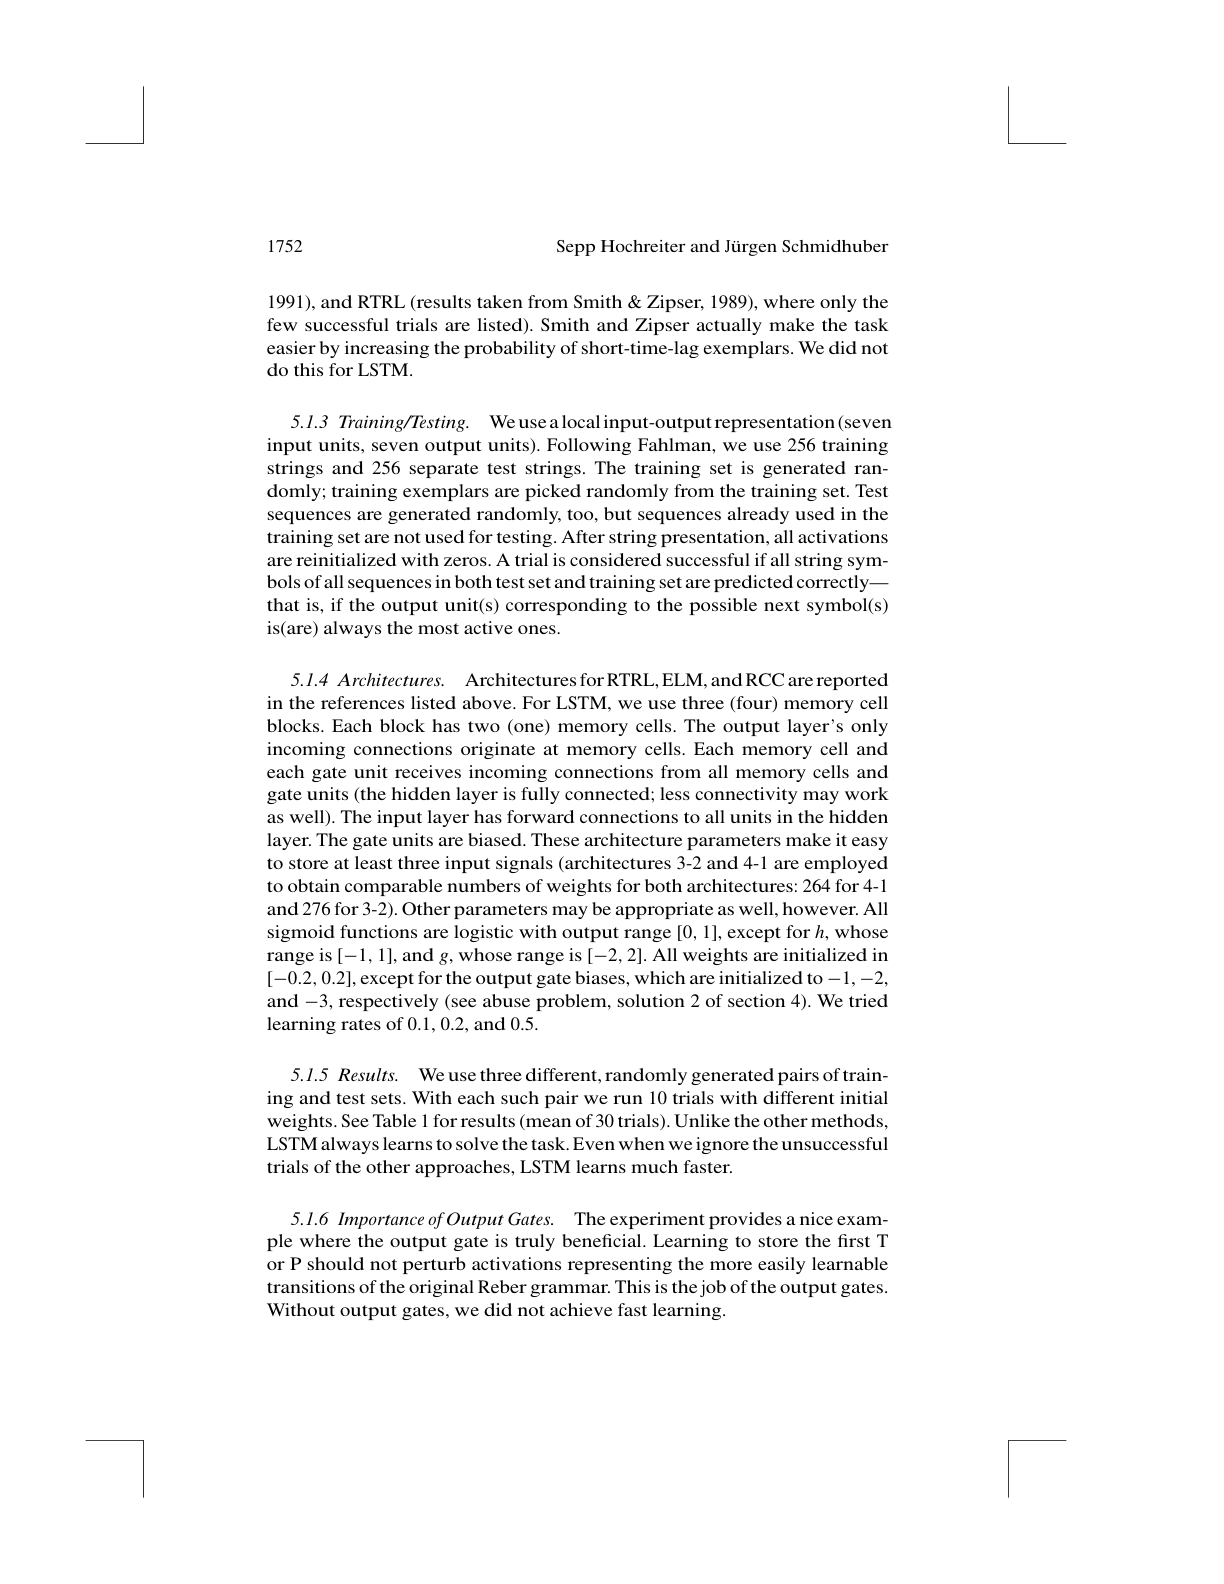 1752
Sepp Hochreiter and Jürgen Schmidhuber
1991), and RTRL (results taken from Smith & Zipser, 1989), where only the
few successful trials are listed). Smith and Zipser actually make the task
easier by increasing the probability of short-time-lag exemplars. We did not
do this for LSTM.
5.1.3 Training/Testing. We use a local input-output representation (seven
input units, seven output units). Following Fahlman, we use 256 training
strings and 256 separate test strings. The training set is generated ran-
domly; training exemplars are picked randomly from the training set. Test
sequences are generated randomly, too, but sequences already used in the
training set are not used for testing. After string presentation, all activations
are reinitialized with zeros. A trial is considered successful if all string sym-
bols of all sequences in both test set and training set are predicted correctly—
that is, if the output unit(s) corresponding to the possible next symbol(s)
is(are) always the most active ones.
5.1.4 Architectures. Architectures for RTRL, ELM, and RCC are reported
in the references listed above. For LSTM, we use three (four) memory cell
blocks. Each block has two (one) memory cells. The output layer's only
incoming connections originate at memory cells. Each memory cell and
each gate unit receives incoming connections from all memory cells and
gate units (the hidden layer is fully connected; less connectivity may work
as well). The input layer has forward connections to all units in the hidden
layer. The gate units are biased. These architecture parameters make it easy
to store at least three input signals (architectures 3-2 and 4-1 are employed
to obtain comparable numbers of weights for both architectures: 264 for 4-1
and 276 for 3-2). Other parameters may be appropriate as well, however. All
sigmoid functions are logistic with output range [0, 1], except for h, whose
range is [−1, 1], and g, whose range is [−2, 2]. All weights are initialized in
[−0.2, 0.2], except for the output gate biases, which are initialized to −1, −2,
and −3, respectively (see abuse problem, solution 2 of section 4). We tried
learning rates of 0.1, 0.2, and 0.5.
5.1.5 Results. We use three different, randomly generated pairs of train-
ing and test sets. With each such pair we run 10 trials with different initial
weights. See Table 1 for results (mean of 30 trials). Unlike the other methods,
LSTM always learns to solve the task. Even when we ignore the unsuccessful
trials of the other approaches, LSTM learns much faster.
5.1.6 Importance of Output Gates. The experiment provides a nice exam-
ple where the output gate is truly beneficial. Learning to store the first T
or P should not perturb activations representing the more easily learnable
transitions of the original Reber grammar. This is the job of the output gates.
Without output gates, we did not achieve fast learning.